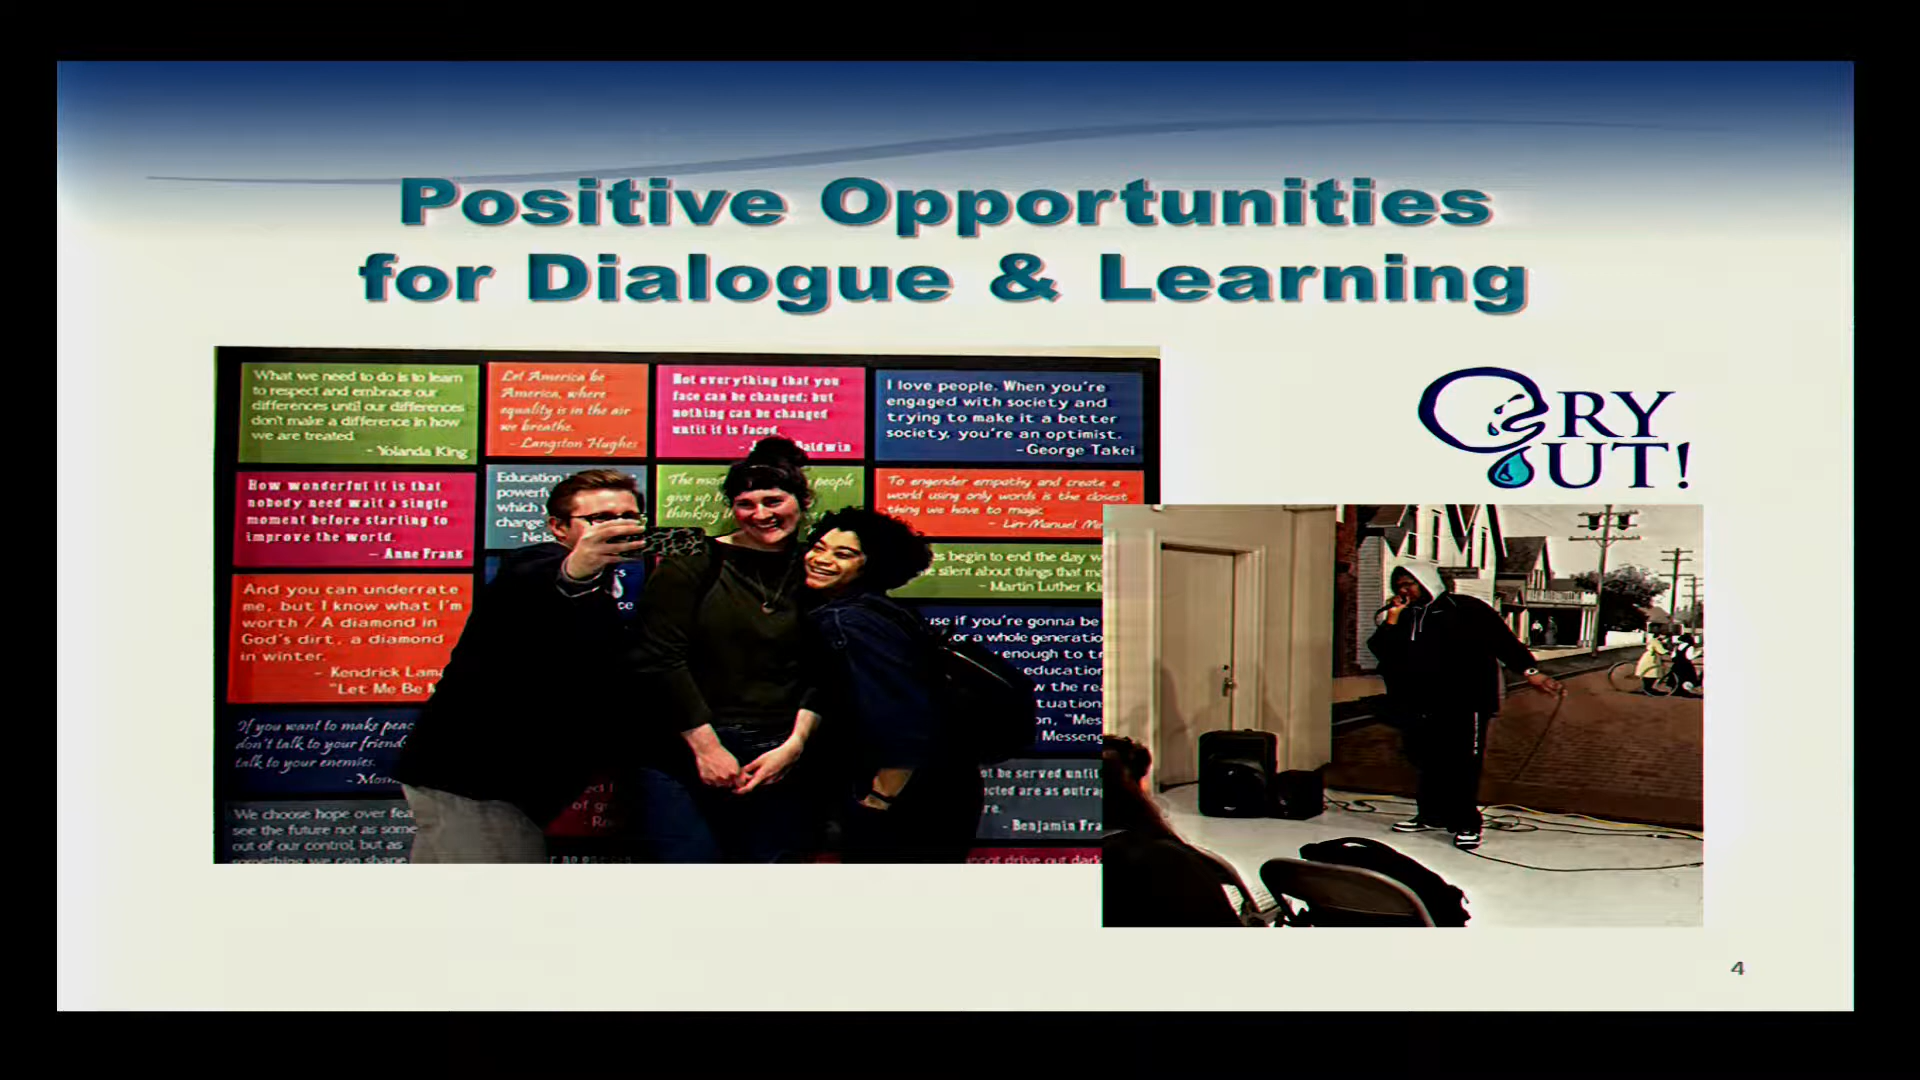 Positive Opportunities
for Dialogue & Learning
What we need to do is to learn
to respect and embrace our
differences until our differences
don't make a difference in how
we are treated.
- Yolanda King
Let America be
America, where
equality is in the air
we breathe.
- Langston Hughes
Not everything that you
face can be changed; but
nothing can be changed
until it is faced.
- J Baldwin
I love people. When you're
engaged with society and
trying to make it a better
society, you're an optimist.
- George Takei
CRY
OUT!
How wonderful it is that
nobody need wait a single
moment before starting to
improve the world.
- Anne Frank
Education
powerf
which y
change
- Nels
The most people
give up th
thinking th
To engender empathy and create a
world using only words is the closest
thing we have to magic.
- Lin-Manuel Mi
es begin to end the day w
e silent about things that ma
- Martin Luther Ki
And you can underrate
me, but I know what I'm
worth / A diamond in
God's dirt, a diamond
in winter.
- Kendrick Lama
"Let Me Be
use if you're gonna be
or a whole generatio
enough to t
education
w the re
tuation
on, "Mes
Messeng
If you want to make peac
don't talk to your friend
talk to your enemies.
- Mos
ot be served until
cted are as outra
re.
- Benjamin Fra
We choose hope over fea
see the future not as some
out of our control, but as
something we can shape
not drive out dark
4